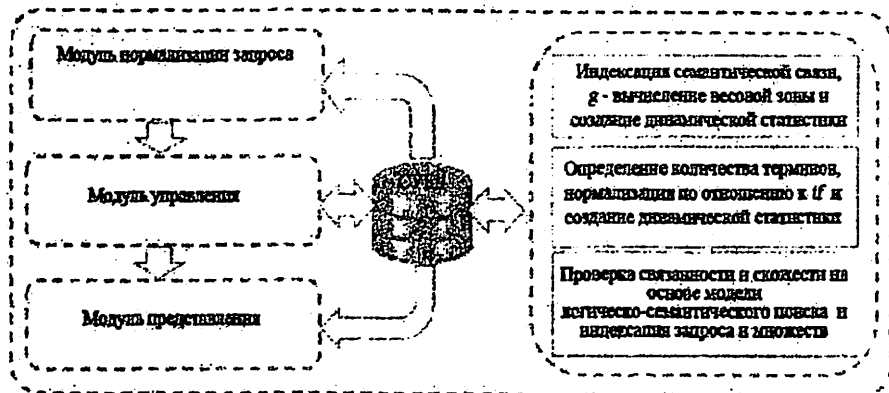 Модуль нормализации запроса
Модуль управления
Модуль представления
Индексация семантической связи,
g - вычисление весовой зоны и
создание динамической статистики
Определение количества терминов,
нормализация по отношению к tf и
создание динамической статистики
Проверка связанности и схожести на
основе модели
логическо-семантического поиска и
индексация запроса и множеств